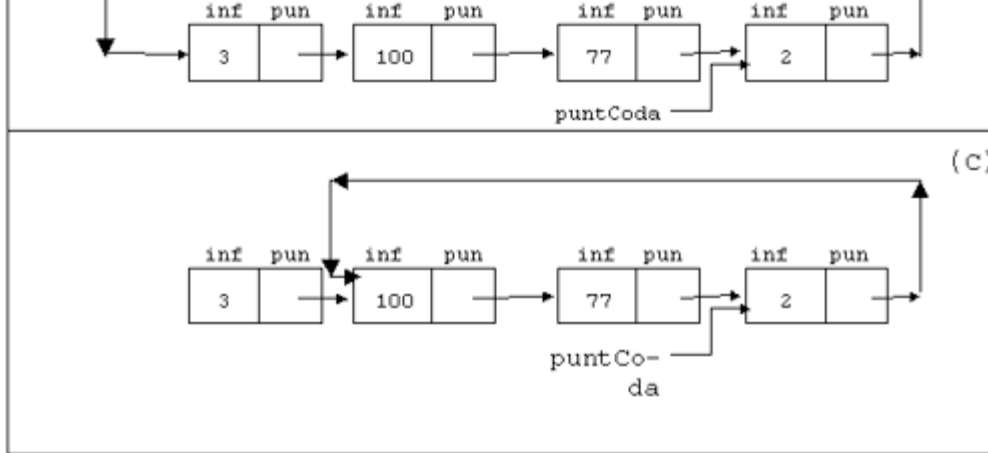 inf pun inf pun inf pun inf pun
3 100 77 2
puntCoda
(C)
inf pun inf pun inf pun inf pun
3 100 77 2
puntCo-
da